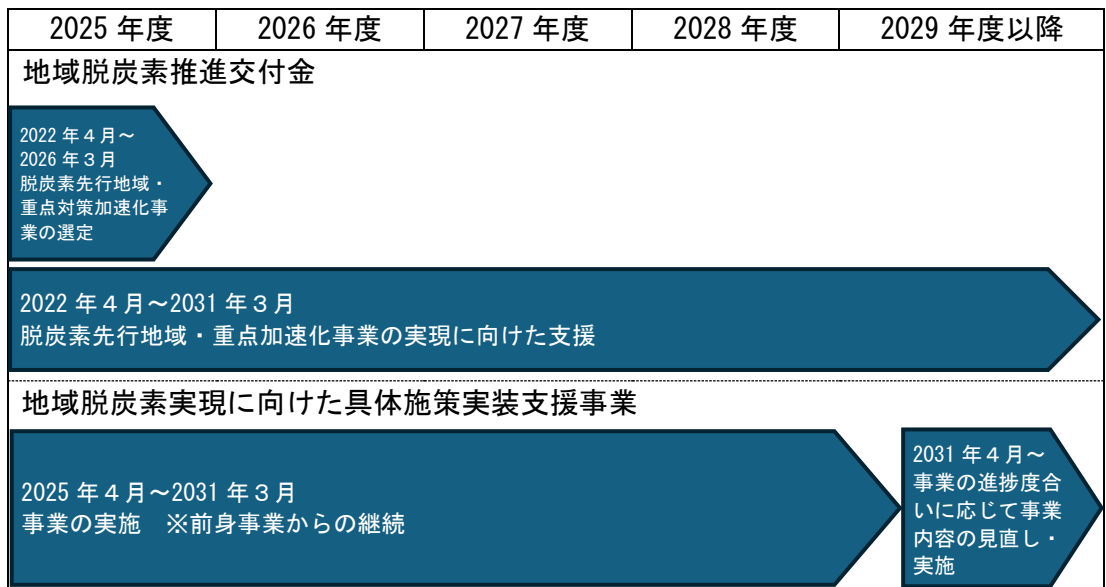 2025 年度 2026 年度 2027 年度 2028 年度 2029 年度以降
地域脱炭素推進交付金
2022 年４月～
2026 年３月
脱炭素先行地域・
重点対策加速化事
業の選定
2022 年４月～2031 年３月
脱炭素先行地域・重点加速化事業の実現に向けた支援
地域脱炭素実現に向けた具体施策実装支援事業
2025 年４月～2031 年３月
事業の実施　※前身事業からの継続
2031 年４月～
事業の進捗度合
いに応じて事業
内容の見直し・
実施